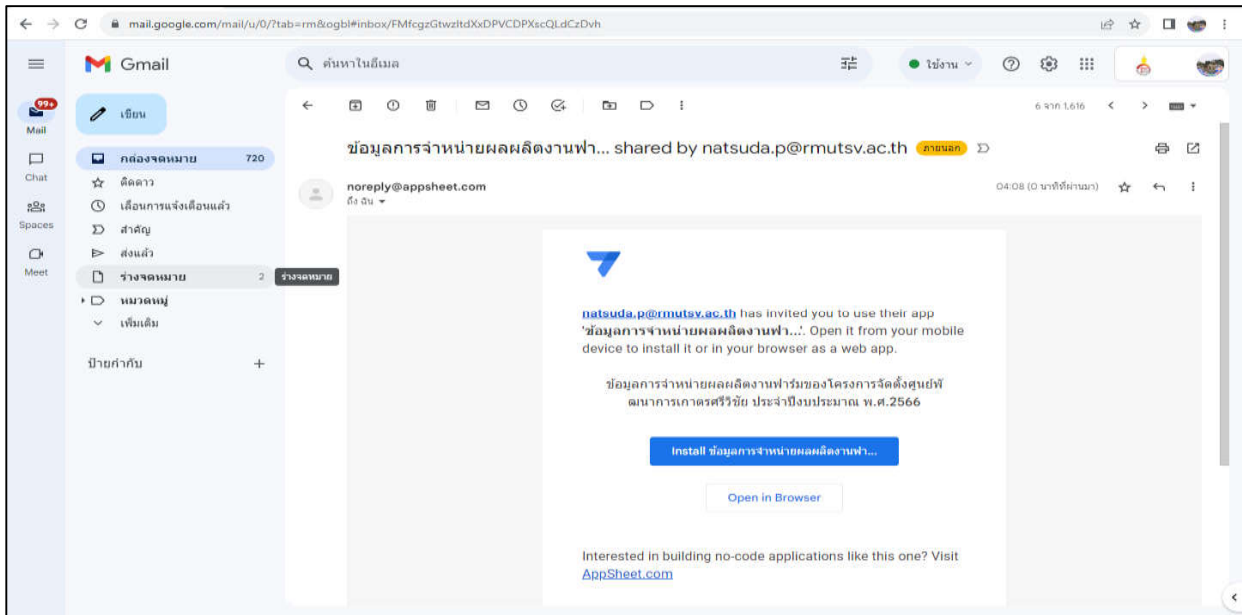 mail.google.com/mail/u/0/?tab=rm&ogbl#inbox/FMfcgzGtwzltdXxDPVCDPXscQLdCzDvh
Gmail
ค้นหาในอีเมล
ใช้งาน
99+
Mail
Chat
Spaces
Meet
เขียน
กล่องจดหมาย 720
ติดดาว
เลื่อนการแจ้งเตือนแล้ว
สำคัญ
ส่งแล้ว
ร่างจดหมาย 2
ร่างจดหมาย
หมวดหมู่
เพิ่มเติม
ป้ายกำกับ
6 จาก 1,616
ข้อมูลการจำหน่ายผลผลิตงานฟา... shared by natsuda.p@rmutsv.ac.th ภายนอก
noreply@appsheet.com
ถึง ฉัน
04:08 (0 นาทีที่ผ่านมา)
natsuda.p@rmutsv.ac.th has invited you to use their app
'ข้อมูลการจำหน่ายผลผลิตงานฟา...'. Open it from your mobile
device to install it or in your browser as a web app.
ข้อมูลการจำหน่ายผลผลิตงานฟาร์มของโครงการจัดตั้งศูนย์พั
ฒนาการเกาตรศรีวิชัย ประจำปีงบประมาณ พ.ศ.2566
Install ข้อมูลการจำหน่ายผลผลิตงานฟา...
Open in Browser
Interested in building no-code applications like this one? Visit
AppSheet.com